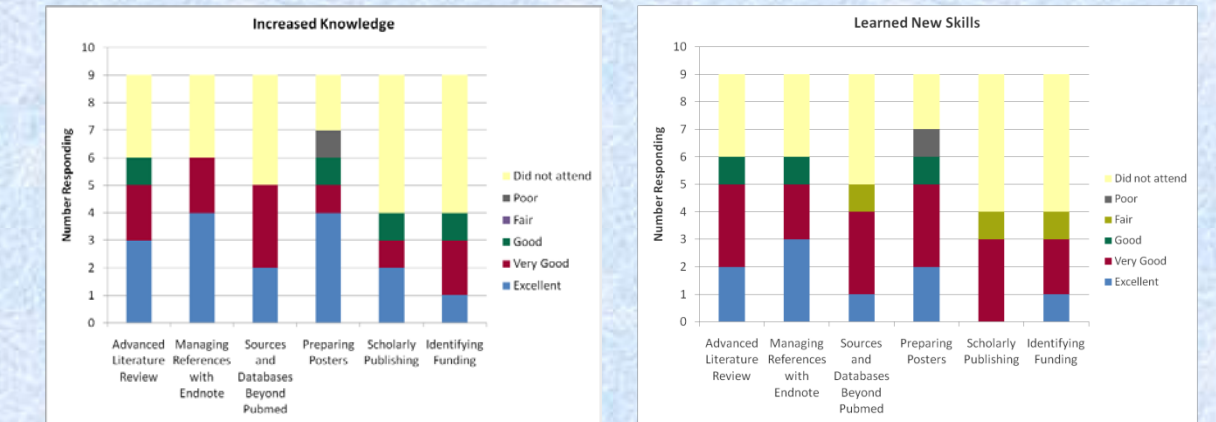 Increased Knowledge
10
9
8
7
6
5
4
3
2
1
0
Number Responding
Advanced
Literature
Review
Managing
References
with
Endnote
Sources
and
Databases
Beyond
Pubmed
Preparing
Posters
Scholarly
Publishing
Identifying
Funding
Did not attend
Poor
Fair
Good
Very Good
Excellent
Learned New Skills
10
9
8
7
6
5
4
3
2
1
0
Number Responding
Advanced
Literature
Review
Managing
References
with
Endnote
Sources
and
Databases
Beyond
Pubmed
Preparing
Posters
Scholarly
Publishing
Identifying
Funding
Did not attend
Poor
Fair
Good
Very Good
Excellent